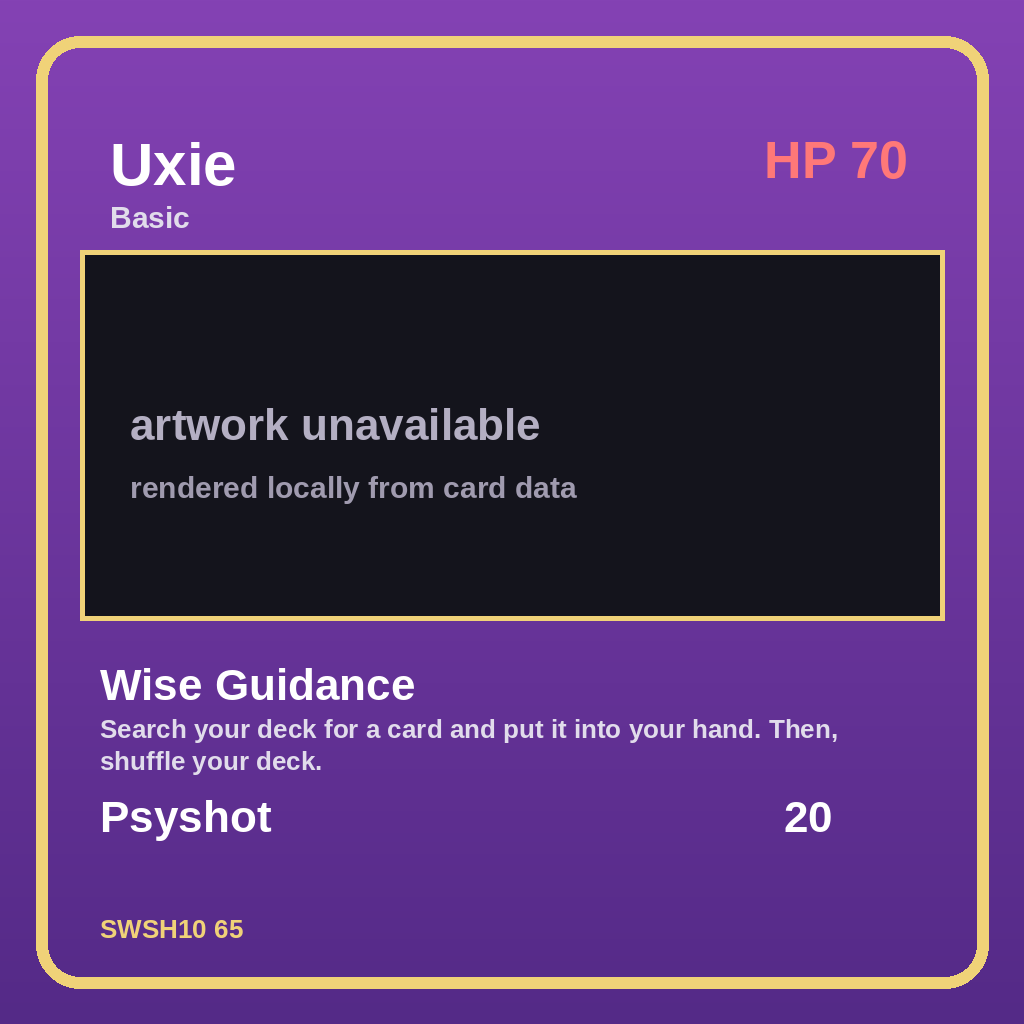 Uxie
HP 70
Basic
artwork unavailable
rendered locally from card data
Wise Guidance
Search your deck for a card and put it into your hand. Then,
shuffle your deck.
Psyshot 20
SWSH10 65